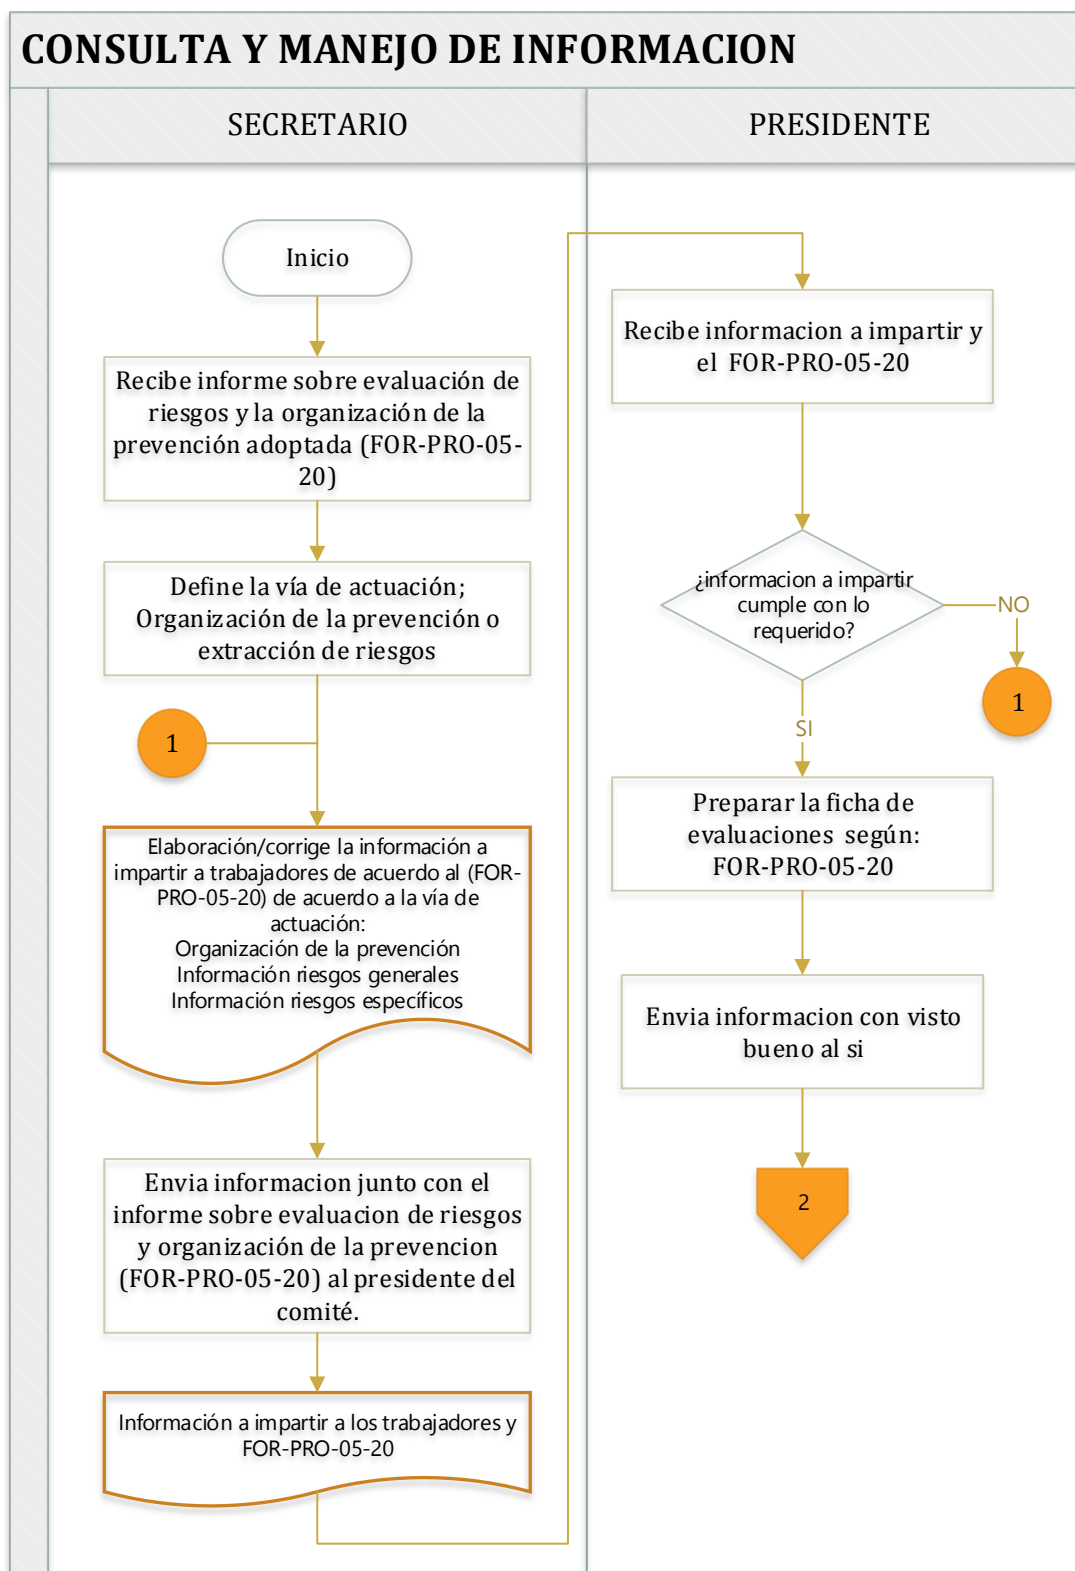 CONSULTA Y MANEJO DE INFORMACION
SECRETARIO
Inicio
Recibe informe sobre evaluación de
riesgos y la organización de la
prevención adoptada (FOR-PRO-05-
20)
Define la vía de actuación;
Organización de la prevención o
extracción de riesgos
1
Elaboración/corrige la información a
impartir a trabajadores de acuerdo al (FOR-
PRO-05-20) de acuerdo a la vía de
actuación:
Organización de la prevención
Información riesgos generales
Información riesgos específicos
Envia informacion junto con el
informe sobre evaluacion de riesgos
y organización de la prevencion
(FOR-PRO-05-20) al presidente del
comité.
Información a impartir a los trabajadores y
FOR-PRO-05-20
PRESIDENTE
Recibe informacion a impartir y
el FOR-PRO-05-20
¿informacion a impartir
cumple con lo
requerido?
NO
1
SI
Preparar la ficha de
evaluaciones según:
FOR-PRO-05-20
Envia informacion con visto
bueno al si
2